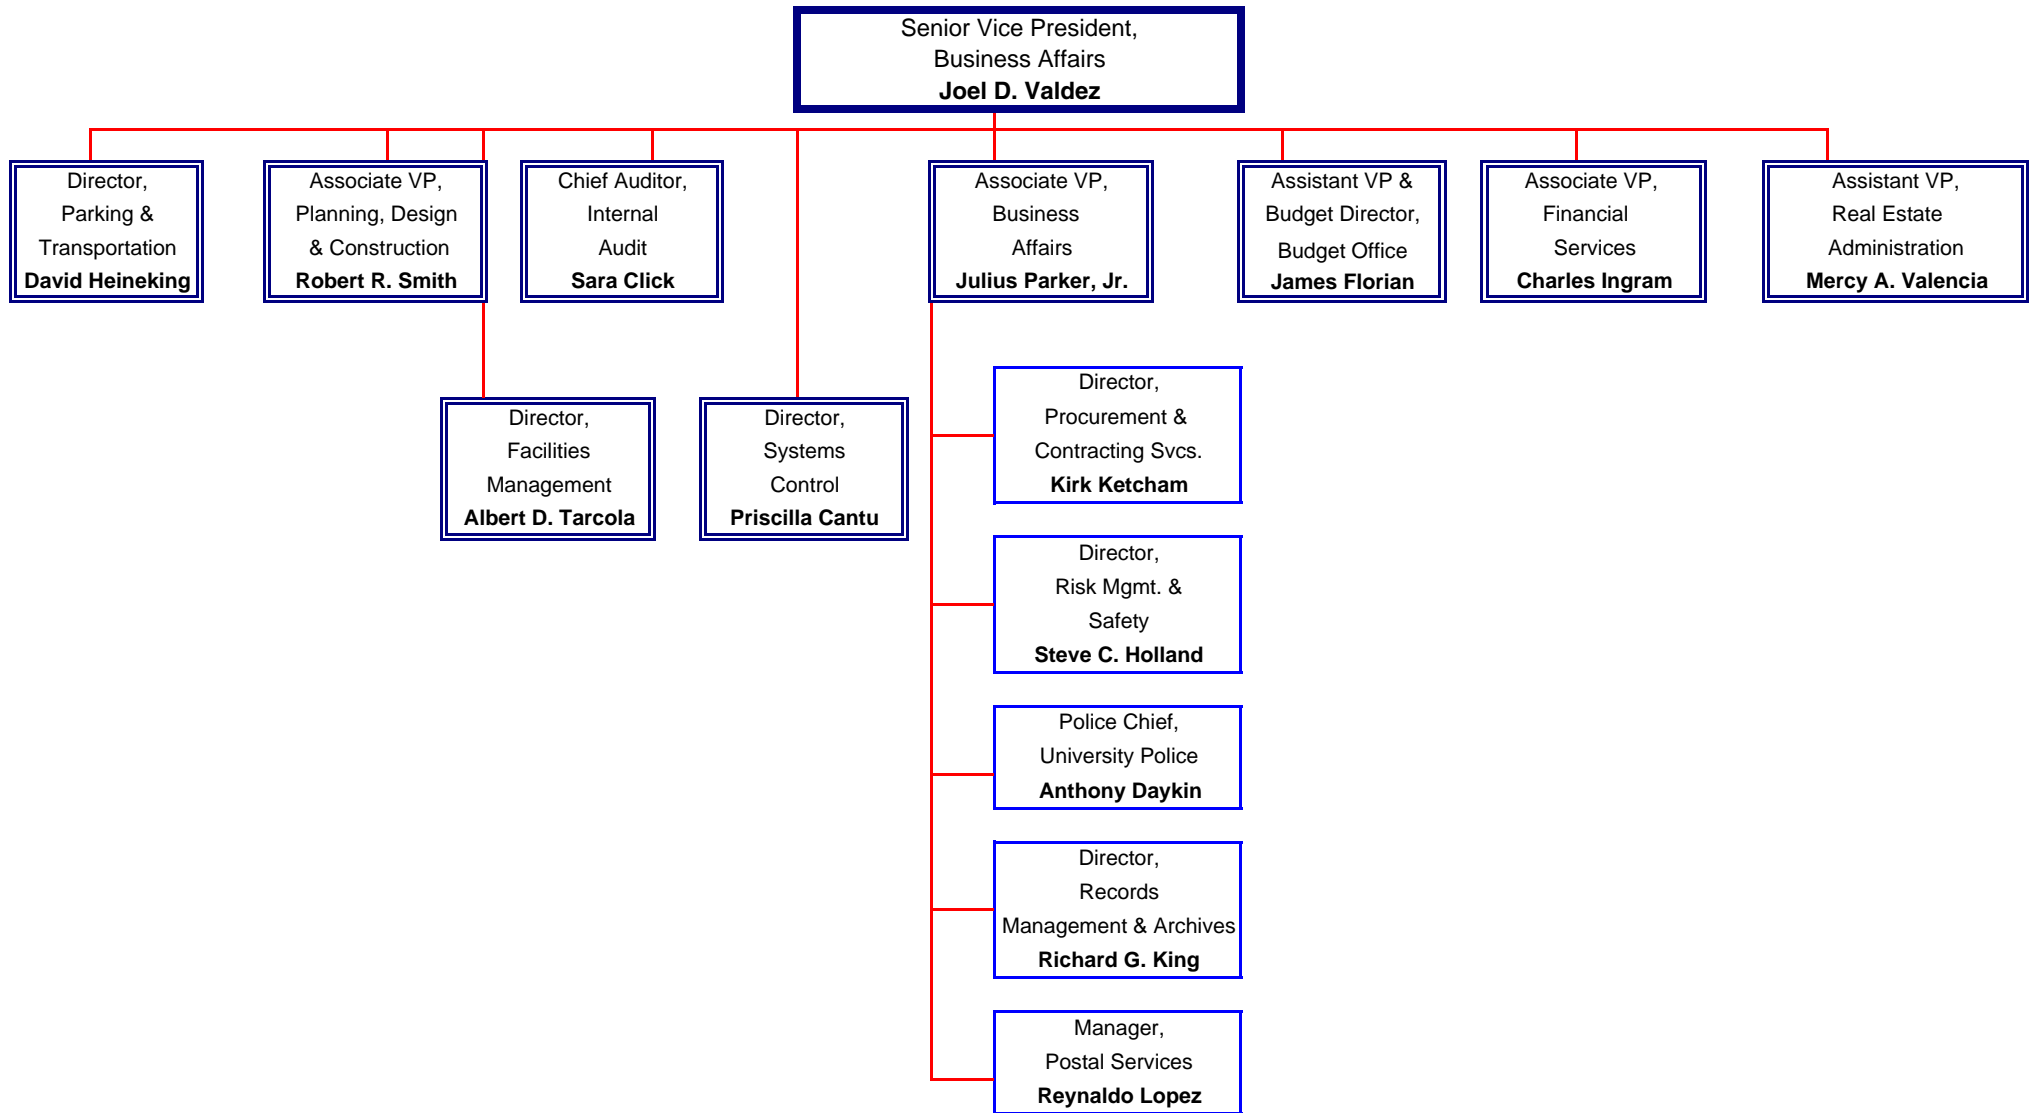 Senior Vice President,
Business Affairs
Joel D. Valdez
Director,
Parking &
Transportation
David Heineking
Associate VP,
Planning, Design
& Construction
Robert R. Smith
Chief Auditor,
Internal
Audit
Sara Click
Associate VP,
Business
Affairs
Julius Parker, Jr.
Assistant VP &
Budget Director,
Budget Office
James Florian
Associate VP,
Financial
Services
Charles Ingram
Assistant VP,
Real Estate
Administration
Mercy A. Valencia
Director,
Facilities
Management
Albert D. Tarcola
Director,
Systems
Control
Priscilla Cantu
Director,
Procurement &
Contracting Svcs.
Kirk Ketcham
Director,
Risk Mgmt. &
Safety
Steve C. Holland
Police Chief,
University Police
Anthony Daykin
Director,
Records
Management & Archives
Richard G. King
Manager,
Postal Services
Reynaldo Lopez